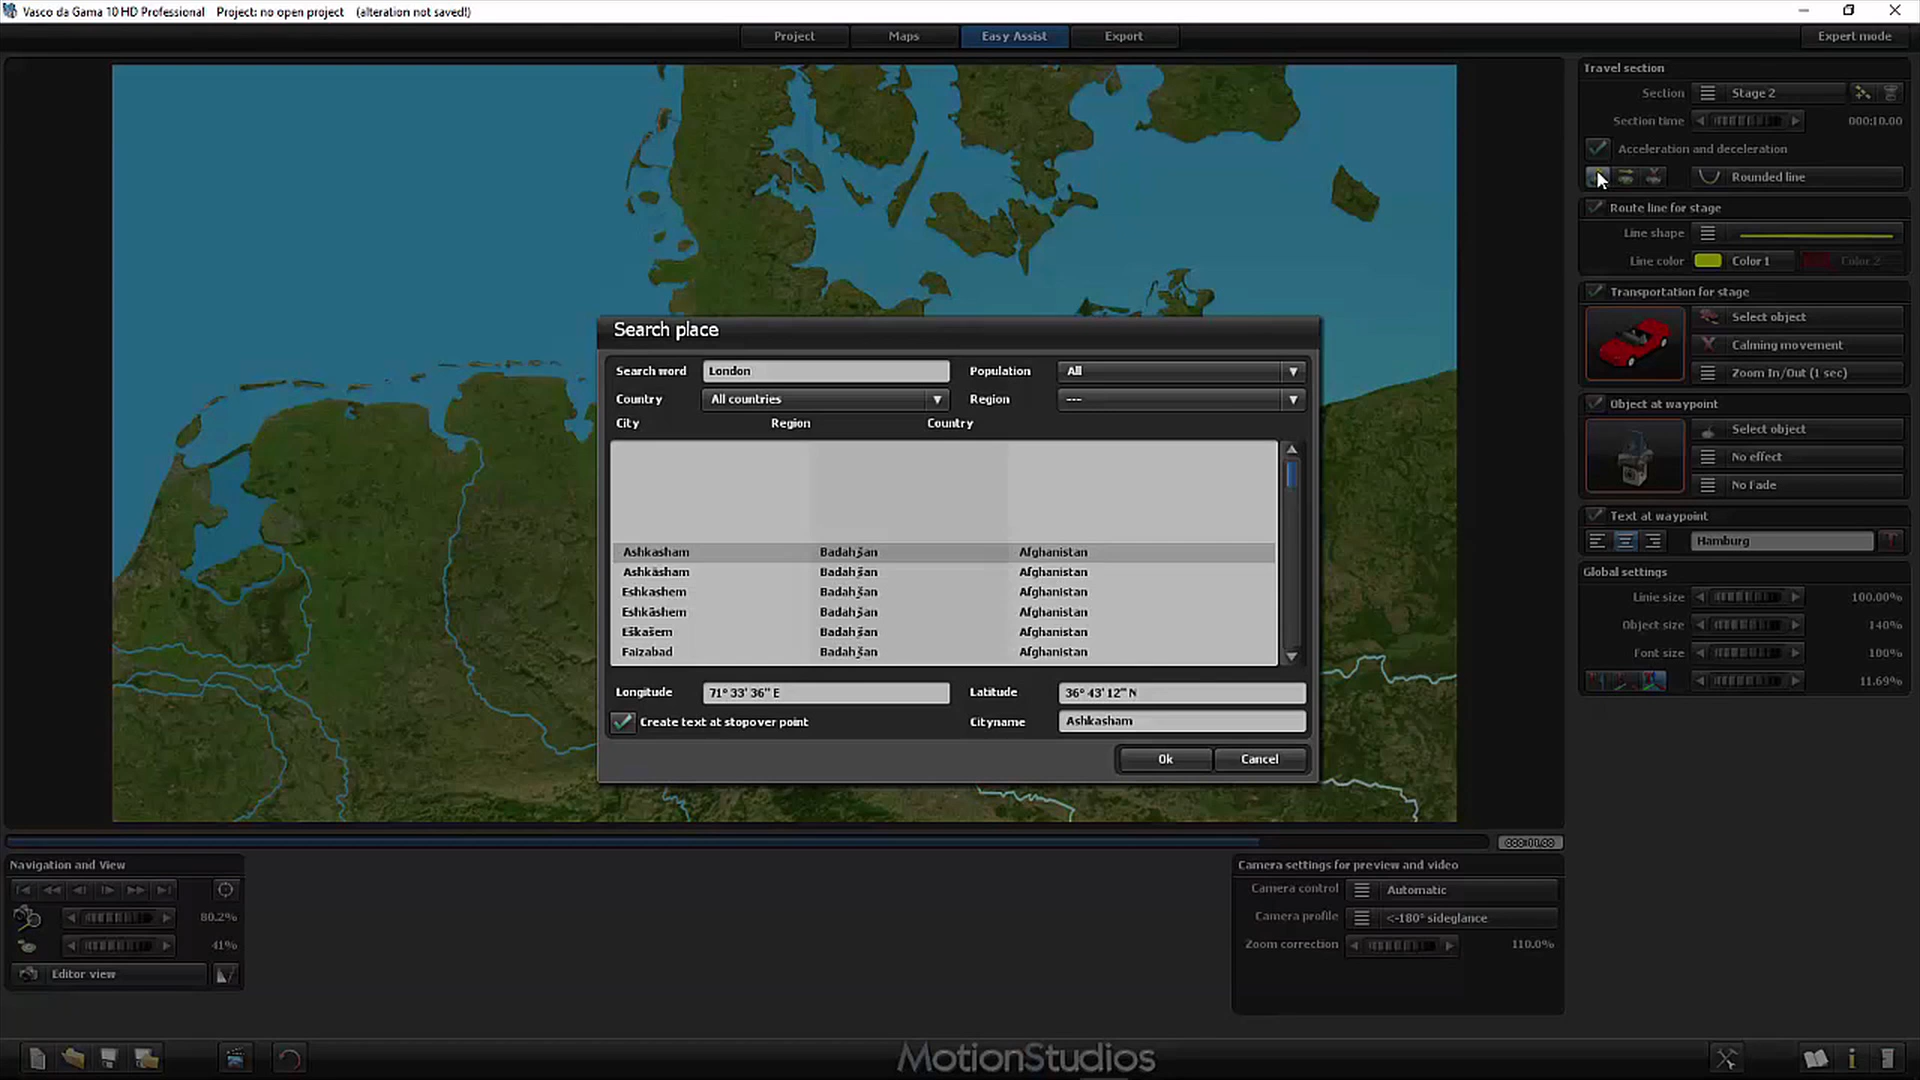 Vasco da Gama 10 HD Professional Project: no open project (alteration not saved!)
Project Maps Easy Assist Export Expert mode
Travel section
Section Stage 2
Section time 000:10.00
Acceleration and deceleration
Rounded line
Route line for stage
Line shape
Line color Color 1 Color 2
Transportation for stage
Select object
Calming movement
Zoom In/Out (1 sec)
Object at waypoint
Select object
No effect
No Fade
Text at waypoint
Hamburg
Global settings
Linie size 100.00%
Object size 140%
Font size 100%
11.69%
Search place
Search word London Population All
Country All countries Region ---
City Region Country
Ashkasham Badahšan Afghanistan
Ashkāsham Badahšan Afghanistan
Eshkashem Badahšan Afghanistan
Eshkāshem Badahšan Afghanistan
Eškašem Badahšan Afghanistan
Faizabad Badahšan Afghanistan
Longitude 71° 33' 36" E Latitude 36° 43' 12" N
Create text at stopover point Cityname Ashkasham
Ok Cancel
000:00.00
Navigation and View
80.2%
41%
Editor view
Camera settings for preview and video
Camera control Automatic
Camera profile <-180° sideglance
Zoom correction 110.0%
MotionStudios